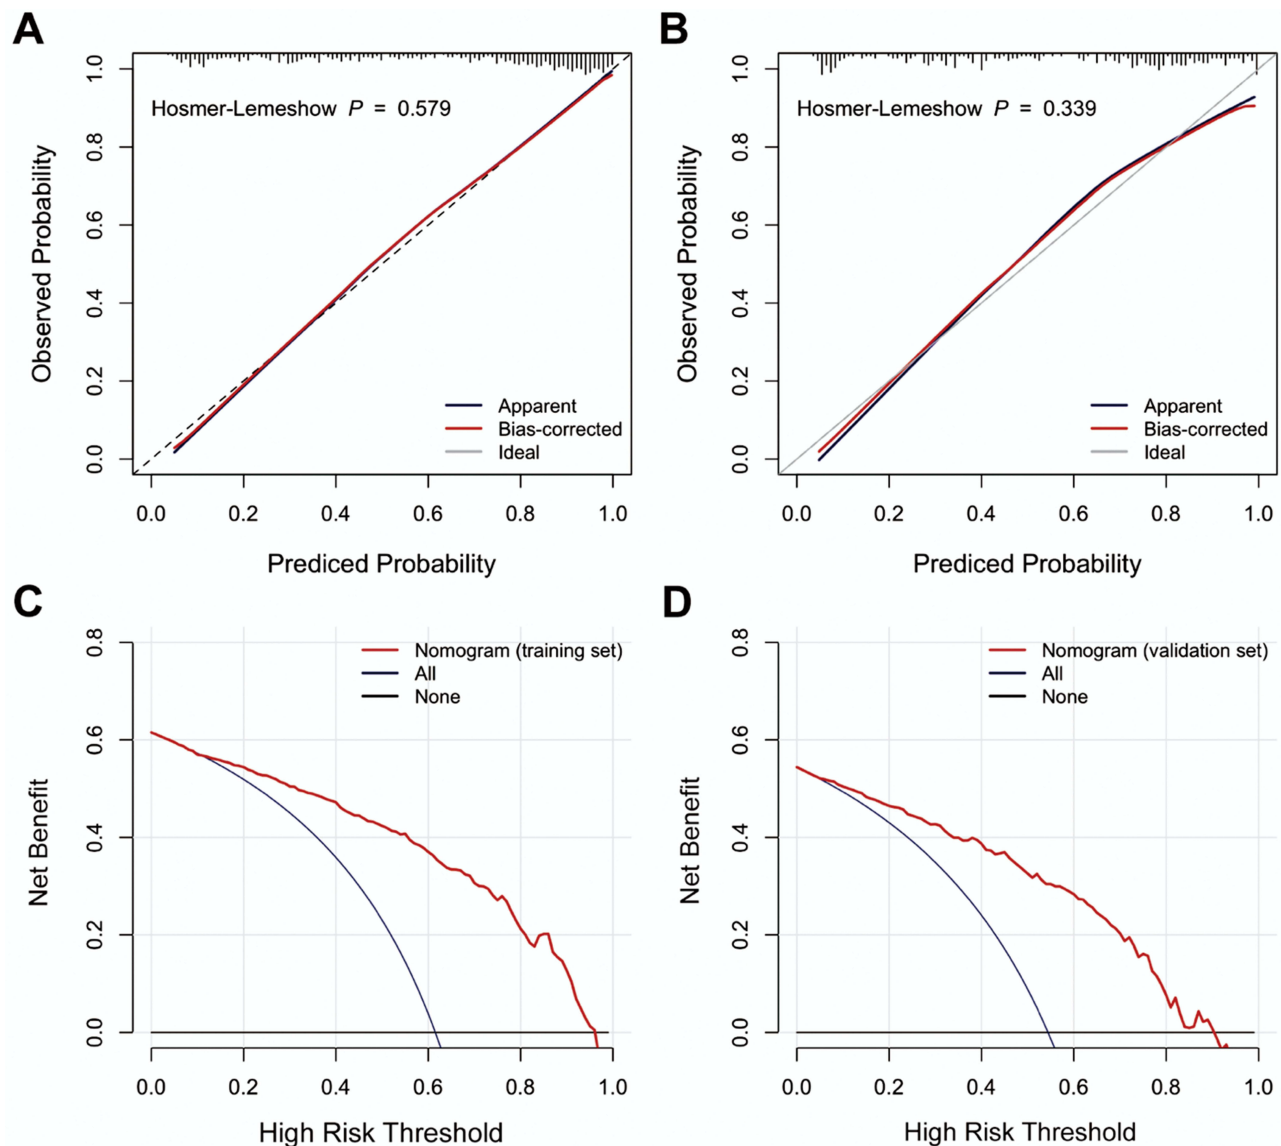 A
Hosmer-Lemeshow P = 0.579
Observed Probability
1.0
0.8
0.6
0.4
0.2
0.0
Apparent
Bias-corrected
Ideal
0.0 0.2 0.4 0.6 0.8 1.0
Prediced Probability
B
Hosmer-Lemeshow P = 0.339
Observed Probability
1.0
0.8
0.6
0.4
0.2
0.0
Apparent
Bias-corrected
Ideal
0.0 0.2 0.4 0.6 0.8 1.0
Prediced Probability
C
Nomogram (training set)
All
None
Net Benefit
0.8
0.6
0.4
0.2
0.0
0.0 0.2 0.4 0.6 0.8 1.0
High Risk Threshold
D
Nomogram (validation set)
All
None
Net Benefit
0.8
0.6
0.4
0.2
0.0
0.0 0.2 0.4 0.6 0.8 1.0
High Risk Threshold